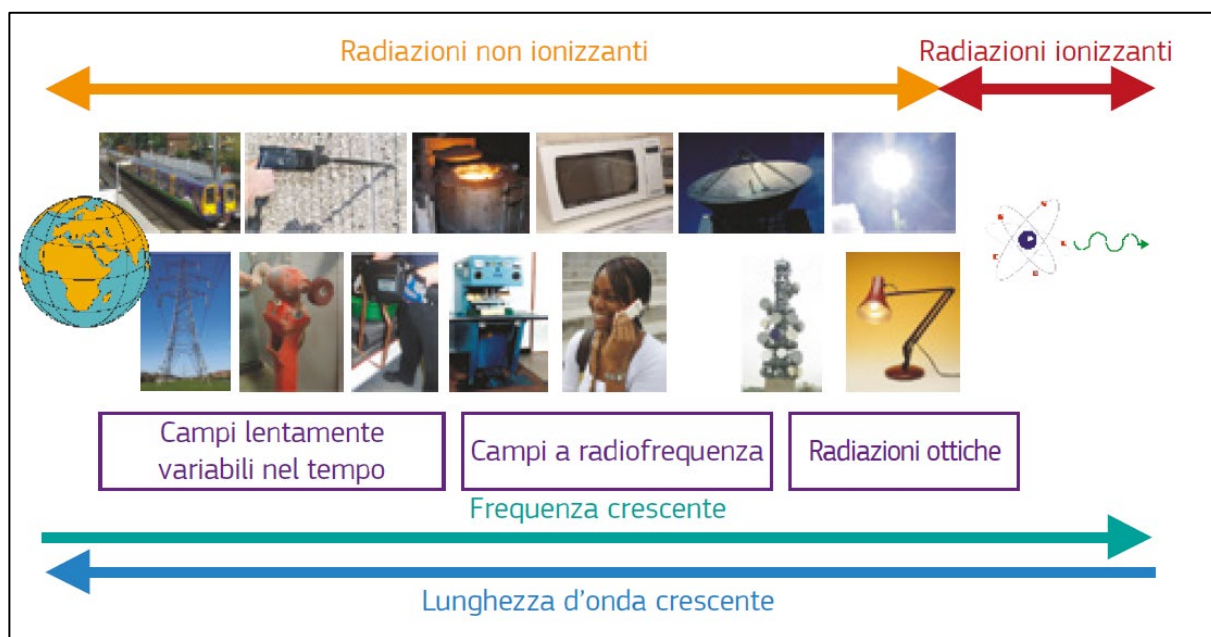 Radiazioni non ionizzanti
Radiazioni ionizzanti
Campi lentamente
variabili nel tempo
Campi a radiofrequenza
Radiazioni ottiche
Frequenza crescente
Lunghezza d'onda crescente